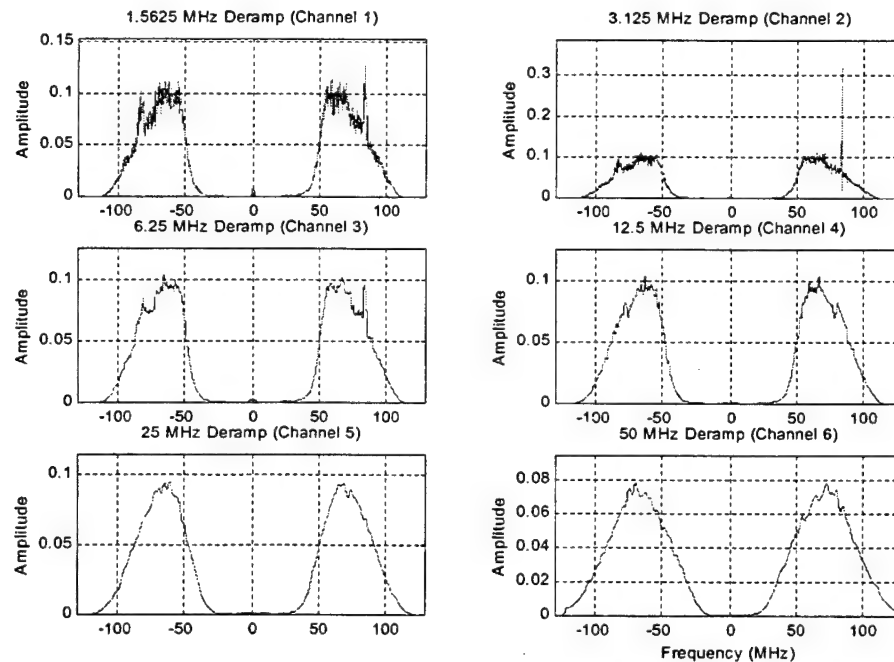 1.5625 MHz Deramp (Channel 1)
0.15
0.1
0.05
0
Amplitude
-100 -50 0 50 100
3.125 MHz Deramp (Channel 2)
0.3
0.2
0.1
0
Amplitude
-100 -50 0 50 100
6.25 MHz Deramp (Channel 3)
0.1
0.05
0
Amplitude
-100 -50 0 50 100
12.5 MHz Deramp (Channel 4)
0.1
0.05
0
Amplitude
-100 -50 0 50 100
25 MHz Deramp (Channel 5)
0.1
0.05
0
Amplitude
-100 -50 0 50 100
50 MHz Deramp (Channel 6)
0.08
0.06
0.04
0.02
0
Amplitude
-100 -50 0 50 100
Frequency (MHz)